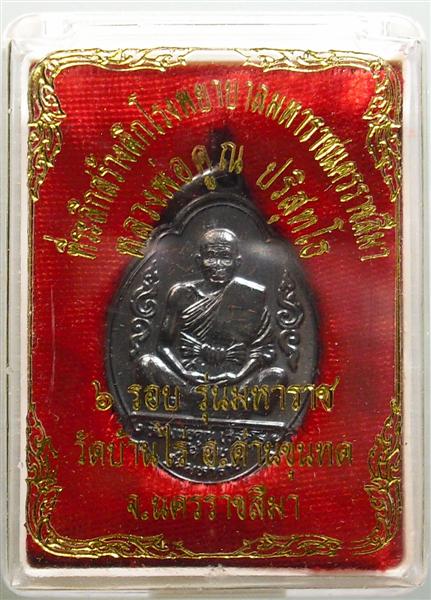 ที่ระลึกสร้างตึกโรงพยาบาลมหาราชนครราชสีมา
หลวงพ่อคูณ ปริสุทโธ
๖ รอบ รุ่นมหาราช
วัดบ้านไร่ อ.ด่านขุนทด
จ.นครราชสีมา